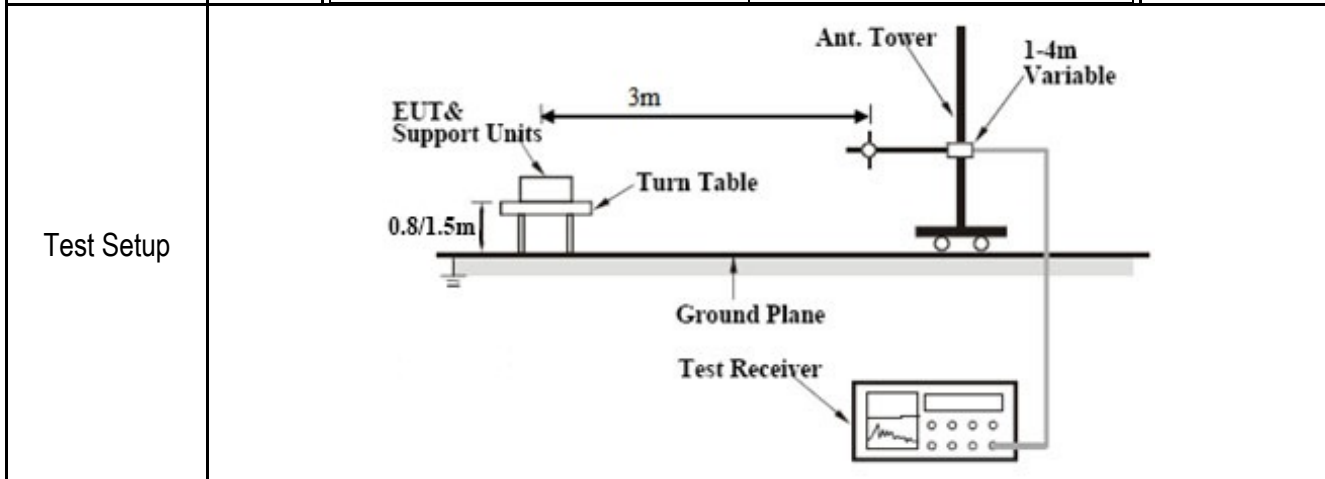 Test Setup
Ant. Tower
1-4m
Variable
3m
EUT&
Support Units
Turn Table
0.8/1.5m
Ground Plane
Test Receiver